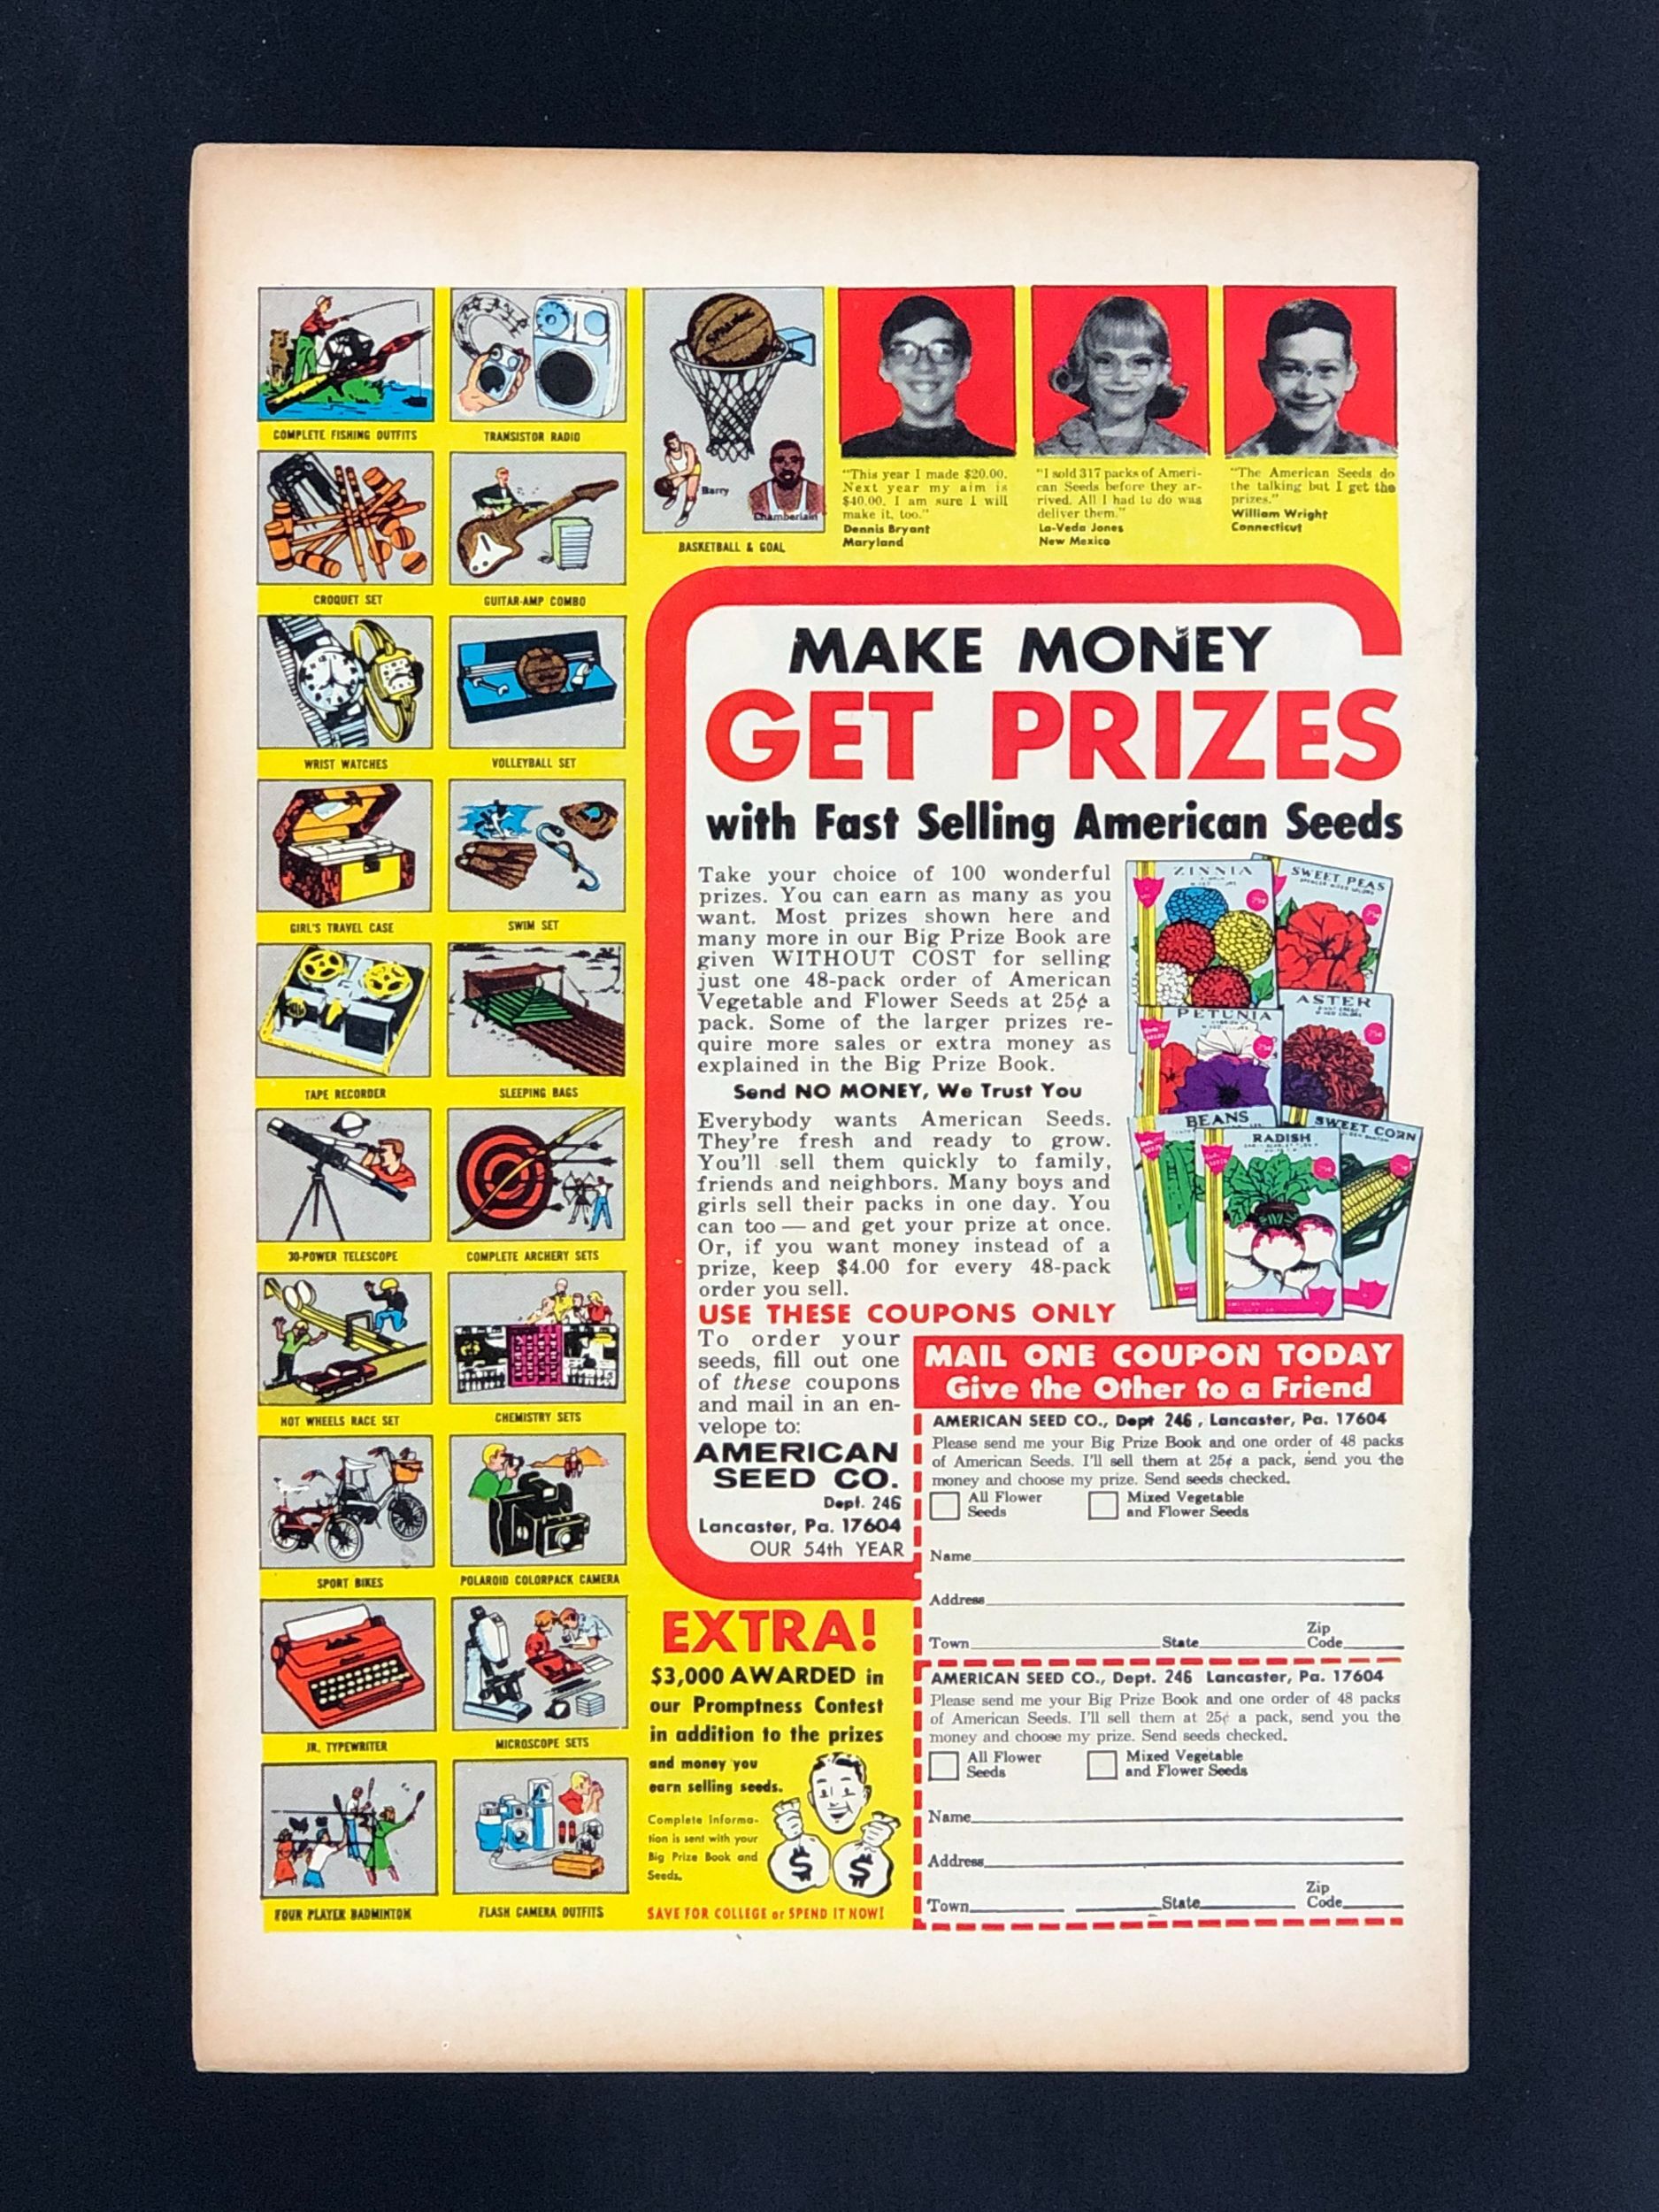 COMPLETE FISHING OUTFITS
TRANSISTOR RADIO
SPALDING
Barry
Chamberlain
BASKETBALL & GOAL
CROQUET SET
GUITAR-AMP COMBO
WRIST WATCHES
VOLLEYBALL SET
GIRL'S TRAVEL CASE
SWIM SET
TAPE RECORDER
SLEEPING BAGS
30-POWER TELESCOPE
COMPLETE ARCHERY SETS
HOT WHEELS RACE SET
CHEMISTRY SETS
SPORT BIKES
POLAROID COLORPACK CAMERA
JR. TYPEWRITER
MICROSCOPE SETS
FOUR PLAYER BADMINTON
FLASH CAMERA OUTFITS
"This year I made $20.00.
Next year my aim is
$40.00. I am sure I will
make it, too."
Dennis Bryant
Maryland
"I sold 317 packs of Ameri-
can Seeds before they ar-
rived. All I had to do was
deliver them."
La-Veda Jones
New Mexico
"The American Seeds do
the talking but I get the
prizes."
William Wright
Connecticut
MAKE MONEY
GET PRIZES
with Fast Selling American Seeds
Take your choice of 100 wonderful
prizes. You can earn as many as you
want. Most prizes shown here and
many more in our Big Prize Book are
given WITHOUT COST for selling
just one 48-pack order of American
Vegetable and Flower Seeds at 25¢ a
pack. Some of the larger prizes re-
quire more sales or extra money as
explained in the Big Prize Book.
Send NO MONEY, We Trust You
Everybody wants American Seeds.
They're fresh and ready to grow.
You'll sell them quickly to family,
friends and neighbors. Many boys and
girls sell their packs in one day. You
can too — and get your prize at once.
Or, if you want money instead of a
prize, keep $4.00 for every 48-pack
order you sell.
ZINNIA
25¢
SWEET PEAS
25¢
ASTER
25¢
PETUNIA
25¢
BEANS
RADISH
SWEET CORN
USE THESE COUPONS ONLY
To order your
seeds, fill out one
of these coupons
and mail in an en-
velope to:
AMERICAN
SEED CO.
Dept. 246
Lancaster, Pa. 17604
OUR 54th YEAR
MAIL ONE COUPON TODAY
Give the Other to a Friend
AMERICAN SEED CO., Dept 246 , Lancaster, Pa. 17604
Please send me your Big Prize Book and one order of 48 packs
of American Seeds. I'll sell them at 25¢ a pack, send you the
money and choose my prize. Send seeds checked.
All Flower Seeds
Mixed Vegetable and Flower Seeds
Name
Address
Town State Zip Code
AMERICAN SEED CO., Dept. 246 Lancaster, Pa. 17604
Please send me your Big Prize Book and one order of 48 packs
of American Seeds. I'll sell them at 25¢ a pack, send you the
money and choose my prize. Send seeds checked.
All Flower Seeds
Mixed Vegetable and Flower Seeds
Name
Address
Town State Zip Code
EXTRA!
$3,000 AWARDED in
our Promptness Contest
in addition to the prizes
and money you
earn selling seeds.
Complete informa-
tion is sent with your
Big Prize Book and
Seeds.
$ $
SAVE FOR COLLEGE or SPEND IT NOW!